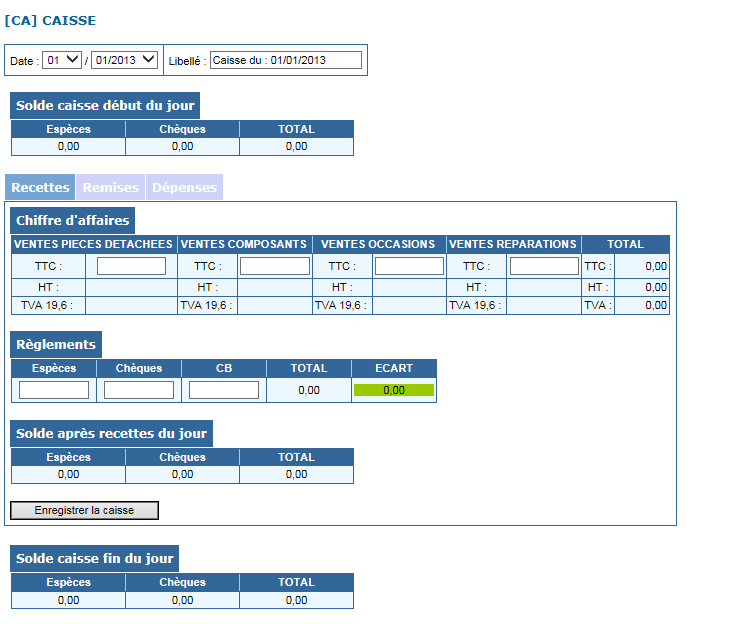 [CA] CAISSE
Date : 01 / 01/2013 Libellé : Caisse du : 01/01/2013
Solde caisse début du jour
Espèces Chèques TOTAL
0,00 0,00 0,00
Recettes Remises Dépenses
Chiffre d'affaires
VENTES PIECES DETACHEES VENTES COMPOSANTS VENTES OCCASIONS VENTES REPARATIONS TOTAL
TTC : TTC : TTC : TTC : TTC : 0,00
HT : HT : HT : HT : HT : 0,00
TVA 19,6 : TVA 19,6 : TVA 19,6 : TVA 19,6 : TVA : 0,00
Règlements
Espèces Chèques CB TOTAL ECART
0,00 0,00
Solde après recettes du jour
Espèces Chèques TOTAL
0,00 0,00 0,00
Enregistrer la caisse
Solde caisse fin du jour
Espèces Chèques TOTAL
0,00 0,00 0,00